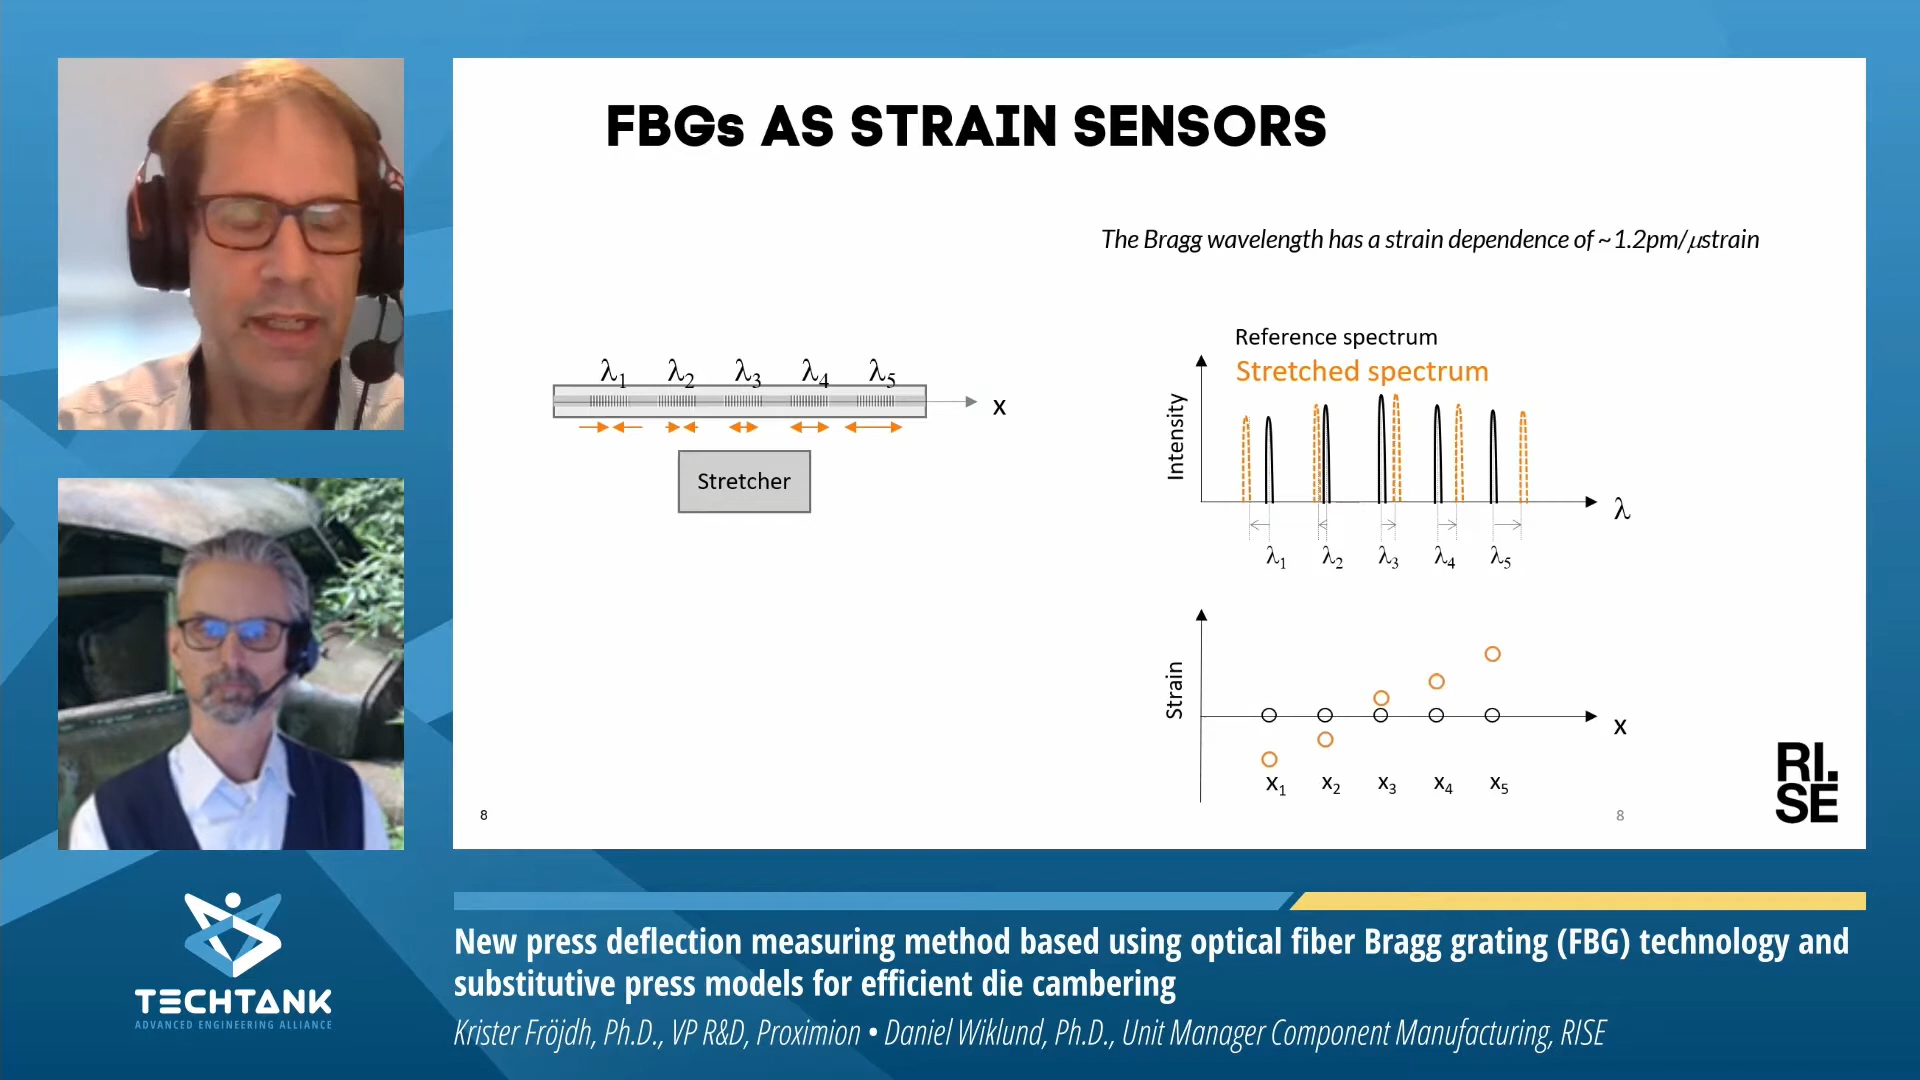 FBGs AS STRAIN SENSORS
The Bragg wavelength has a strain dependence of ~1.2pm/μstrain
λ1 λ2 λ3 λ4 λ5
x
Stretcher
Reference spectrum
Stretched spectrum
Intensity
λ
λ1 λ2 λ3 λ4 λ5
Strain
x
x1 x2 x3 x4 x5
8
8
RI.
SE
TECHTANK
ADVANCED ENGINEERING ALLIANCE
New press deflection measuring method based using optical fiber Bragg grating (FBG) technology and
substitutive press models for efficient die cambering
Krister Fröjdh, Ph.D., VP R&D, Proximion • Daniel Wiklund, Ph.D., Unit Manager Component Manufacturing, RISE